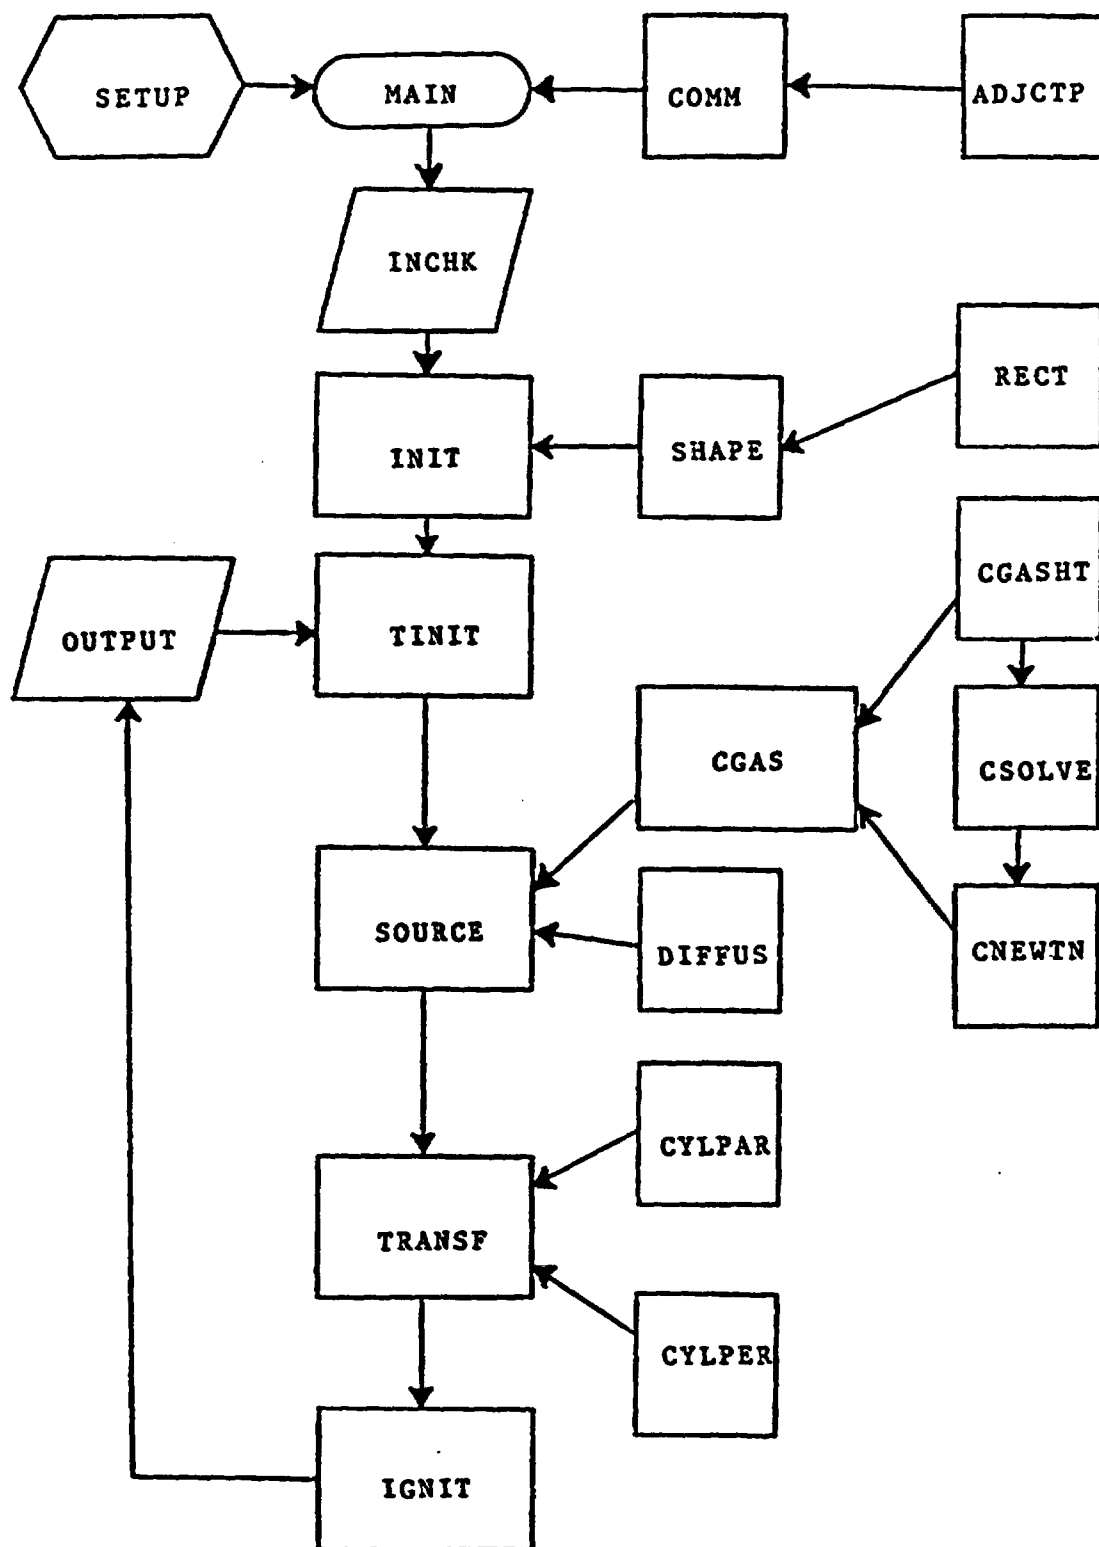 SETUP
MAIN
COMM
ADJCTP
INCHK
RECT
INIT
SHAPE
CGASHT
OUTPUT
TINIT
CGAS
CSOLVE
SOURCE
DIFFUS
CNEWTN
CYLPAR
TRANSF
CYLPER
IGNIT